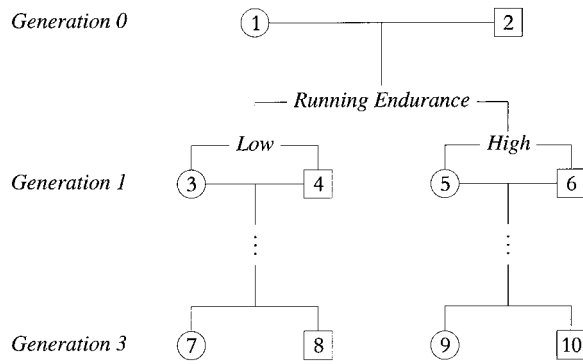 Generation 0 1 2
Running Endurance
Low High
Generation 1 3 4 5 6
Generation 3 7 8 9 10